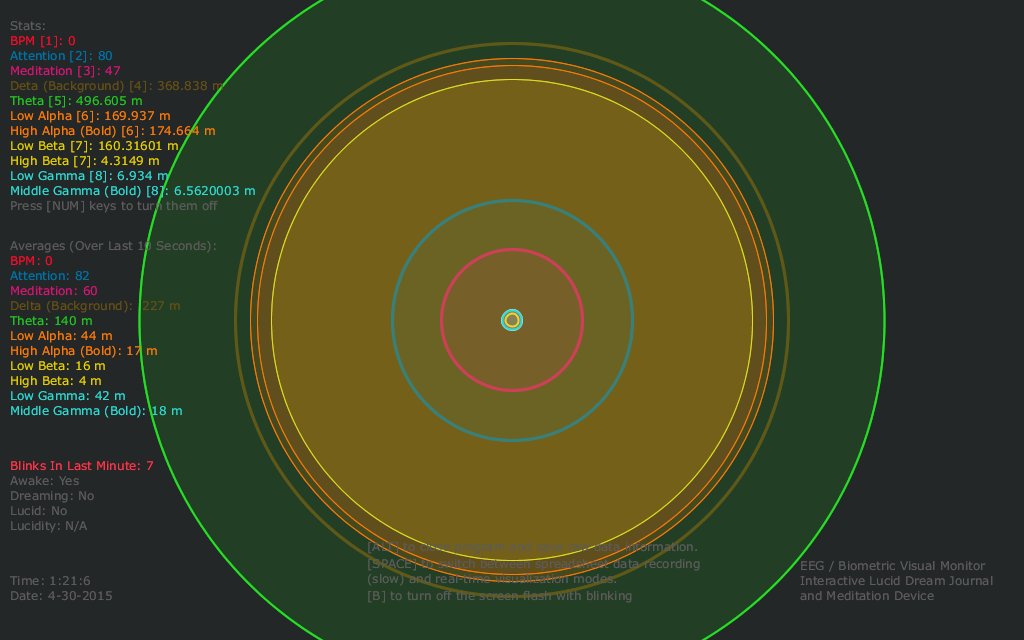 Stats:
BPM [1]: 0
Attention [2]: 80
Meditation [3]: 47
Deta (Background) [4]: 368.838 m
Theta [5]: 496.605 m
Low Alpha [6]: 169.937 m
High Alpha (Bold) [6]: 174.664 m
Low Beta [7]: 160.31601 m
High Beta [7]: 4.3149 m
Low Gamma [8]: 6.934 m
Middle Gamma (Bold) [8]: 6.5620003 m
Press [NUM] keys to turn them off
Averages (Over Last 10 Seconds):
BPM: 0
Attention: 82
Meditation: 60
Delta (Background): 227 m
Theta: 140 m
Low Alpha: 44 m
High Alpha (Bold): 17 m
Low Beta: 16 m
High Beta: 4 m
Low Gamma: 42 m
Middle Gamma (Bold): 18 m
Blinks In Last Minute: 7
Awake: Yes
Dreaming: No
Lucid: No
Lucidity: N/A
Time: 1:21:6
Date: 4-30-2015
to data information.
[SPACE] to switch between spreadsheet data recording
(slow) and real-time visualization modes.
[B] to turn off the screen flash with blinking
EEG / Biometric Visual Monitor
Interactive Lucid Dream Journal
and Meditation Device